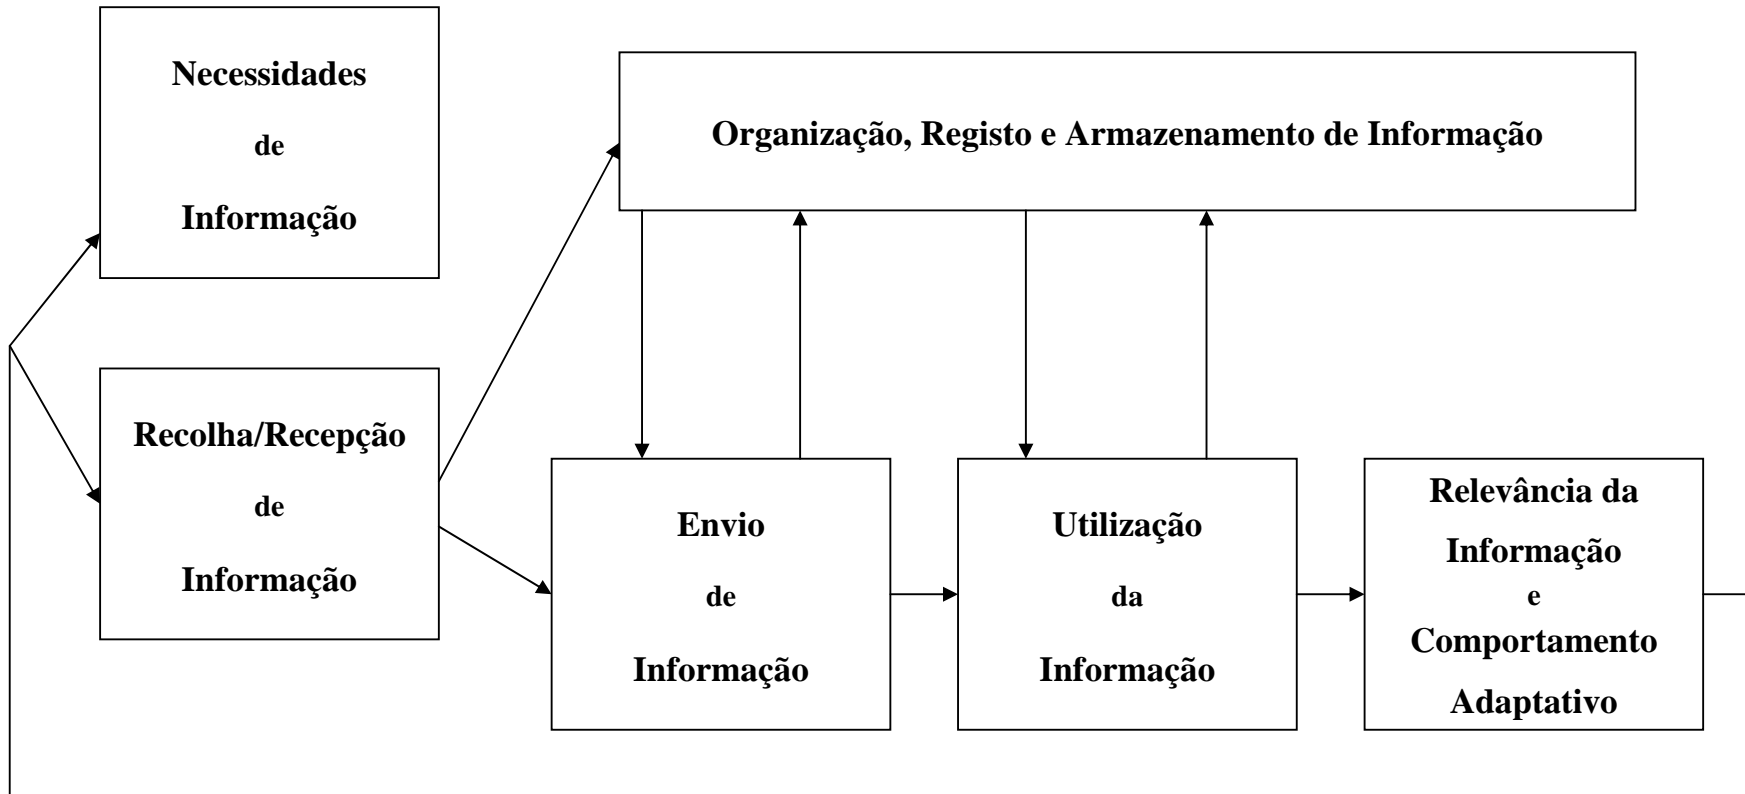 Necessidades
de
Informação
Organização, Registo e Armazenamento de Informação
Recolha/Recepção
de
Informação
Envio
de
Informação
Utilização
da
Informação
Relevância da
Informação
e
Comportamento
Adaptativo